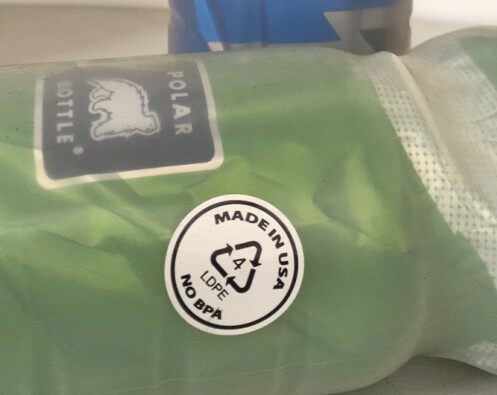 POLAR
BOTTLE®
MADE IN USA
4
LDPE
NO BPA